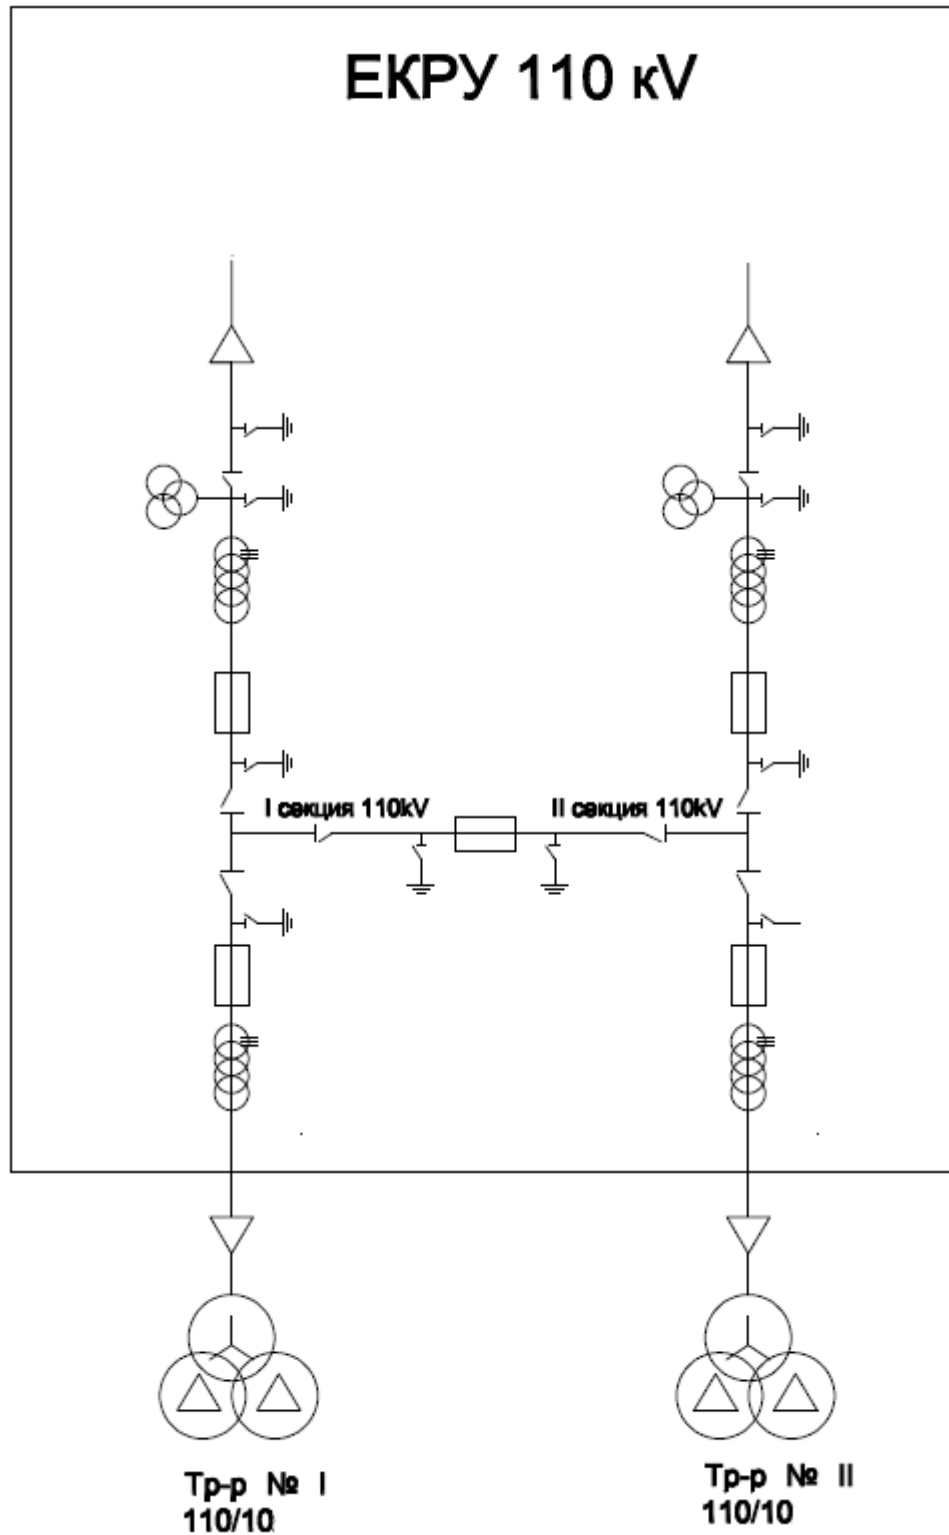 ЕКРУ 110 кV
I секция 110kV
II секция 110kV
Тр-р № I
110/10
Тр-р № II
110/10